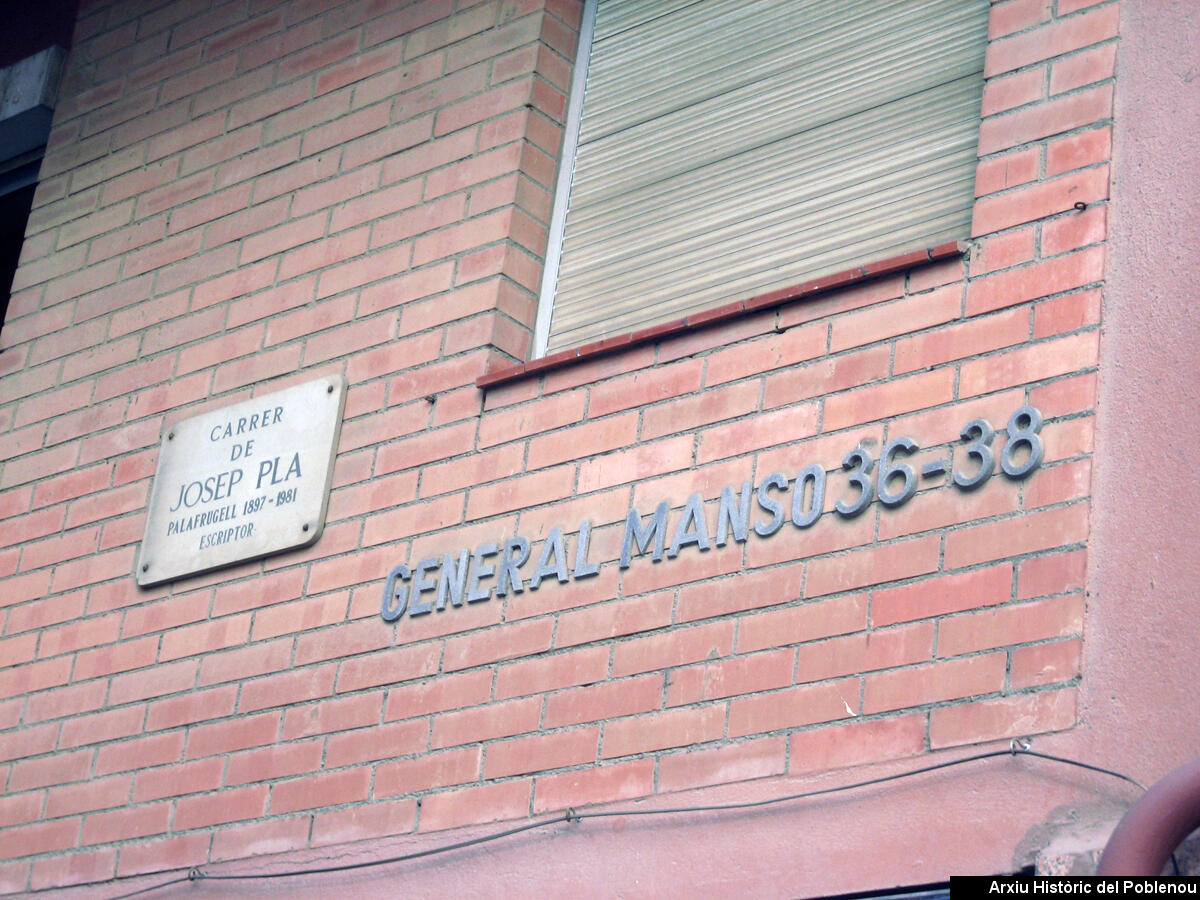 CARRER
DE
JOSEP PLA
PALAFRUGELL 1897-1981
ESCRIPTOR-
GENERAL MANSO 36-38
Arxiu Històric del Poblenou